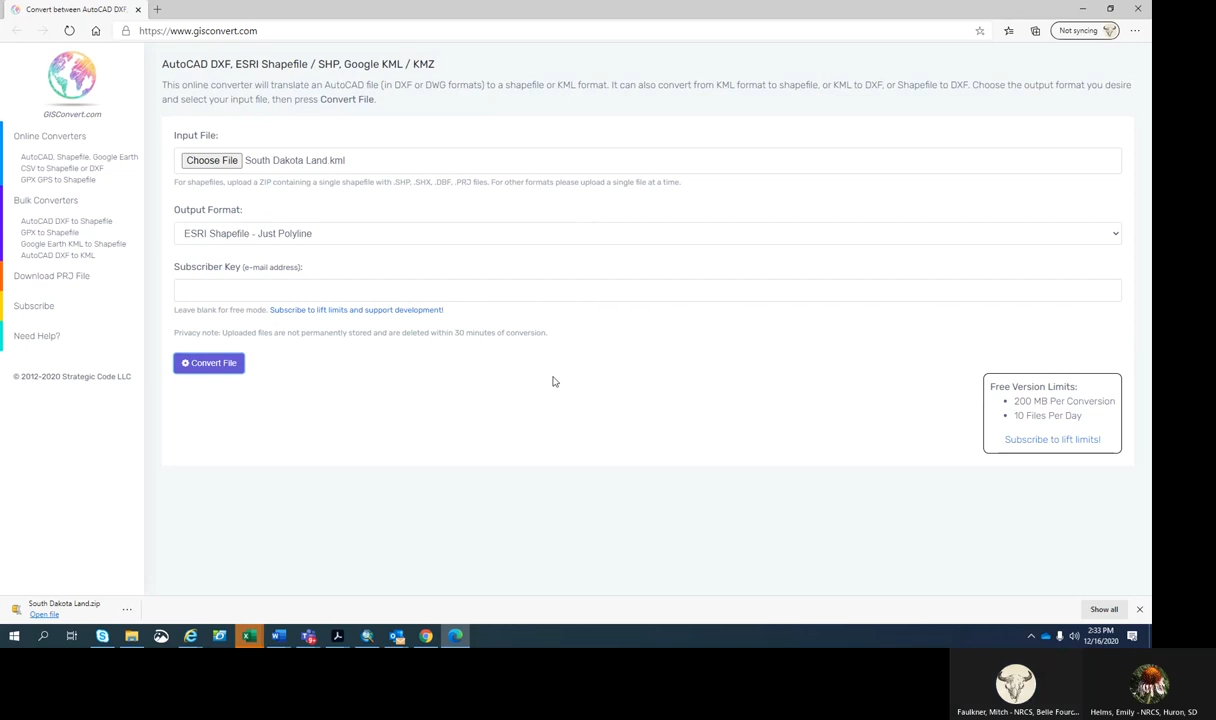 Convert between AutoCAD DXF,
https://www.gisconvert.com
Not syncing
GISConvert.com
Online Converters
AutoCAD, Shapefile, Google Earth
CSV to Shapefile or DXF
GPX GPS to Shapefile
Bulk Converters
AutoCAD DXF to Shapefile
GPX to Shapefile
Google Earth KML to Shapefile
AutoCAD DXF to KML
Download PRJ File
Subscribe
Need Help?
© 2012-2020 Strategic Code LLC
AutoCAD DXF, ESRI Shapefile / SHP, Google KML / KMZ
This online converter will translate an AutoCAD file (in DXF or DWG formats) to a shapefile or KML format. It can also convert from KML format to shapefile, or KML to DXF, or Shapefile to DXF. Choose the output format you desire
and select your input file, then press Convert File.
Input File:
Choose File South Dakota Land.kml
For shapefiles, upload a ZIP containing a single shapefile with .SHP, .SHX, .DBF, .PRJ files. For other formats please upload a single file at a time.
Output Format:
ESRI Shapefile - Just Polyline
Subscriber Key (e-mail address):
Leave blank for free mode. Subscribe to lift limits and support development!
Privacy note: Uploaded files are not permanently stored and are deleted within 30 minutes of conversion.
Convert File
Free Version Limits:
200 MB Per Conversion
10 Files Per Day
Subscribe to lift limits!
South Dakota Land.zip
Open file
Show all
2:33 PM
12/16/2020
Faulkner, Mitch - NRCS, Belle Fourc...
Helms, Emily - NRCS, Huron, SD